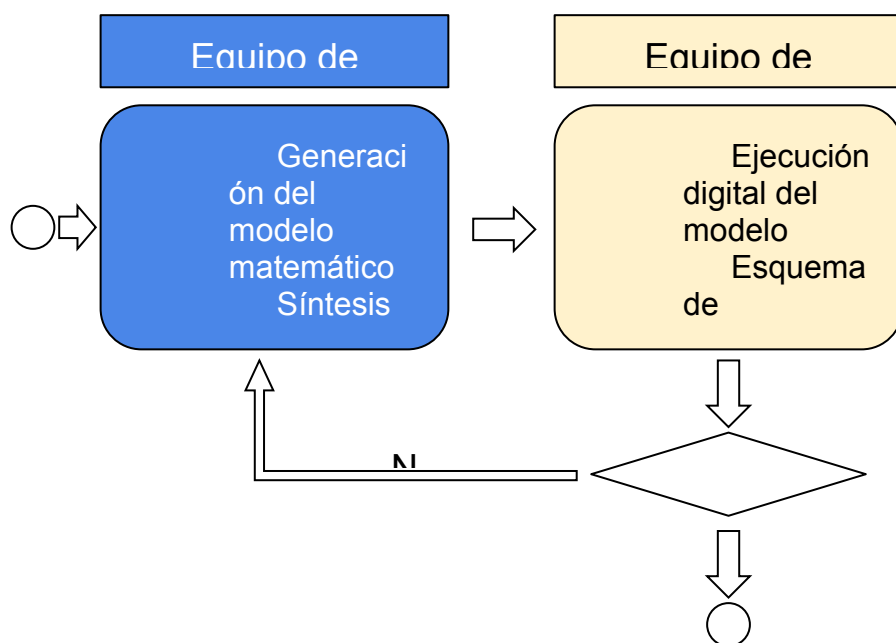 Equipo de
Equipo de
Generaci
ón del
modelo
matemático
Síntesis
Ejecución
digital del
modelo
Esquema
de
N